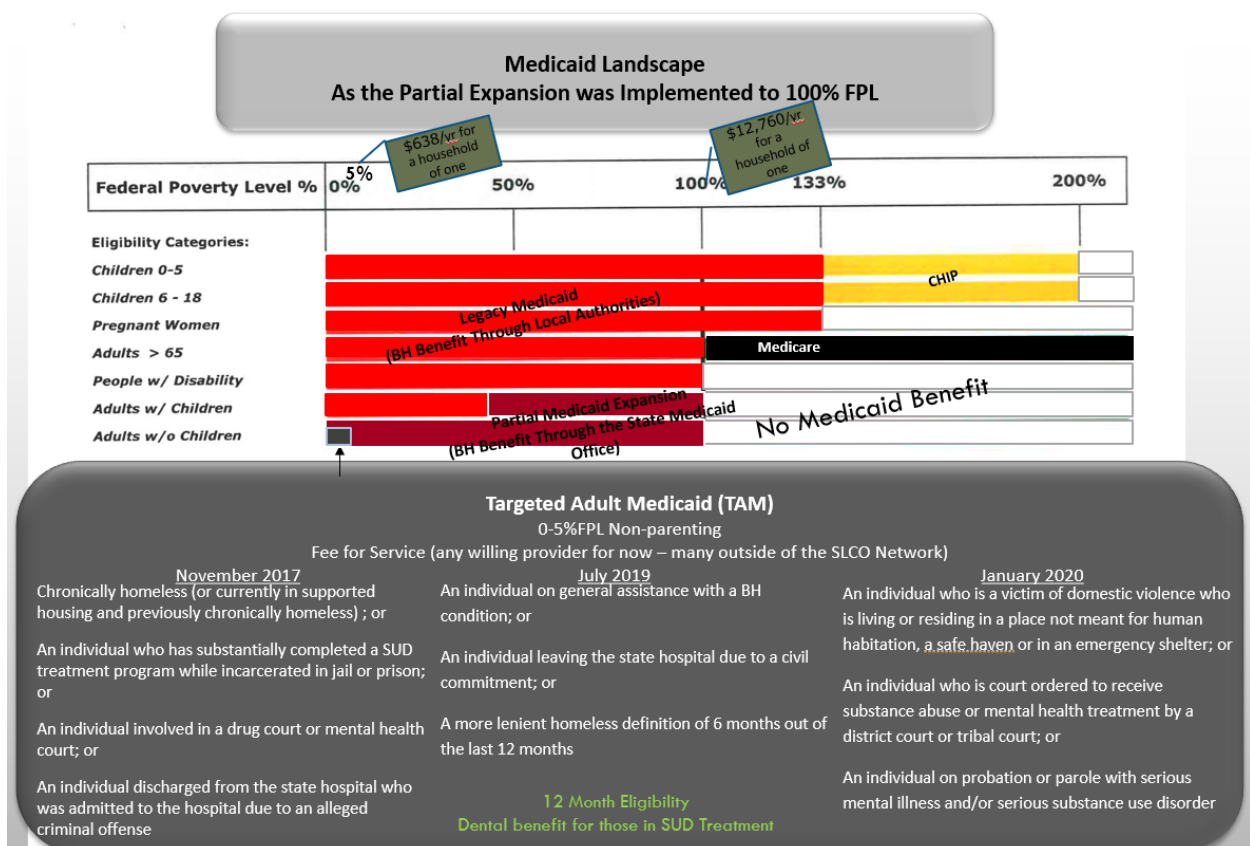 Medicaid Landscape
As the Partial Expansion was Implemented to 100% FPL
$638/yr for
a household
of one
$12,760/yr
for a
household of
one
Federal Poverty Level %
0%
5%
50%
100%
133%
200%
Eligibility Categories:
Children 0-5
Children 6 - 18
Pregnant Women
Adults > 65
People w/ Disability
Adults w/ Children
Adults w/o Children
CHIP
Legacy Medicaid
(BH Benefit Through Local Authorities)
Medicare
Partial Medicaid Expansion
(BH Benefit Through the State Medicaid
Office)
No Medicaid Benefit
Targeted Adult Medicaid (TAM)
0-5%FPL Non-parenting
Fee for Service (any willing provider for now – many outside of the SLCO Network)
November 2017
Chronically homeless (or currently in supported
housing and previously chronically homeless) ; or
An individual who has substantially completed a SUD
treatment program while incarcerated in jail or prison;
or
An individual involved in a drug court or mental health
court; or
An individual discharged from the state hospital who
was admitted to the hospital due to an alleged
criminal offense
July 2019
An individual on general assistance with a BH
condition; or
An individual leaving the state hospital due to a civil
commitment; or
A more lenient homeless definition of 6 months out of
the last 12 months
12 Month Eligibility
Dental benefit for those in SUD Treatment
January 2020
An individual who is a victim of domestic violence who
is living or residing in a place not meant for human
habitation, a safe haven or in an emergency shelter; or
An individual who is court ordered to receive
substance abuse or mental health treatment by a
district court or tribal court; or
An individual on probation or parole with serious
mental illness and/or serious substance use disorder